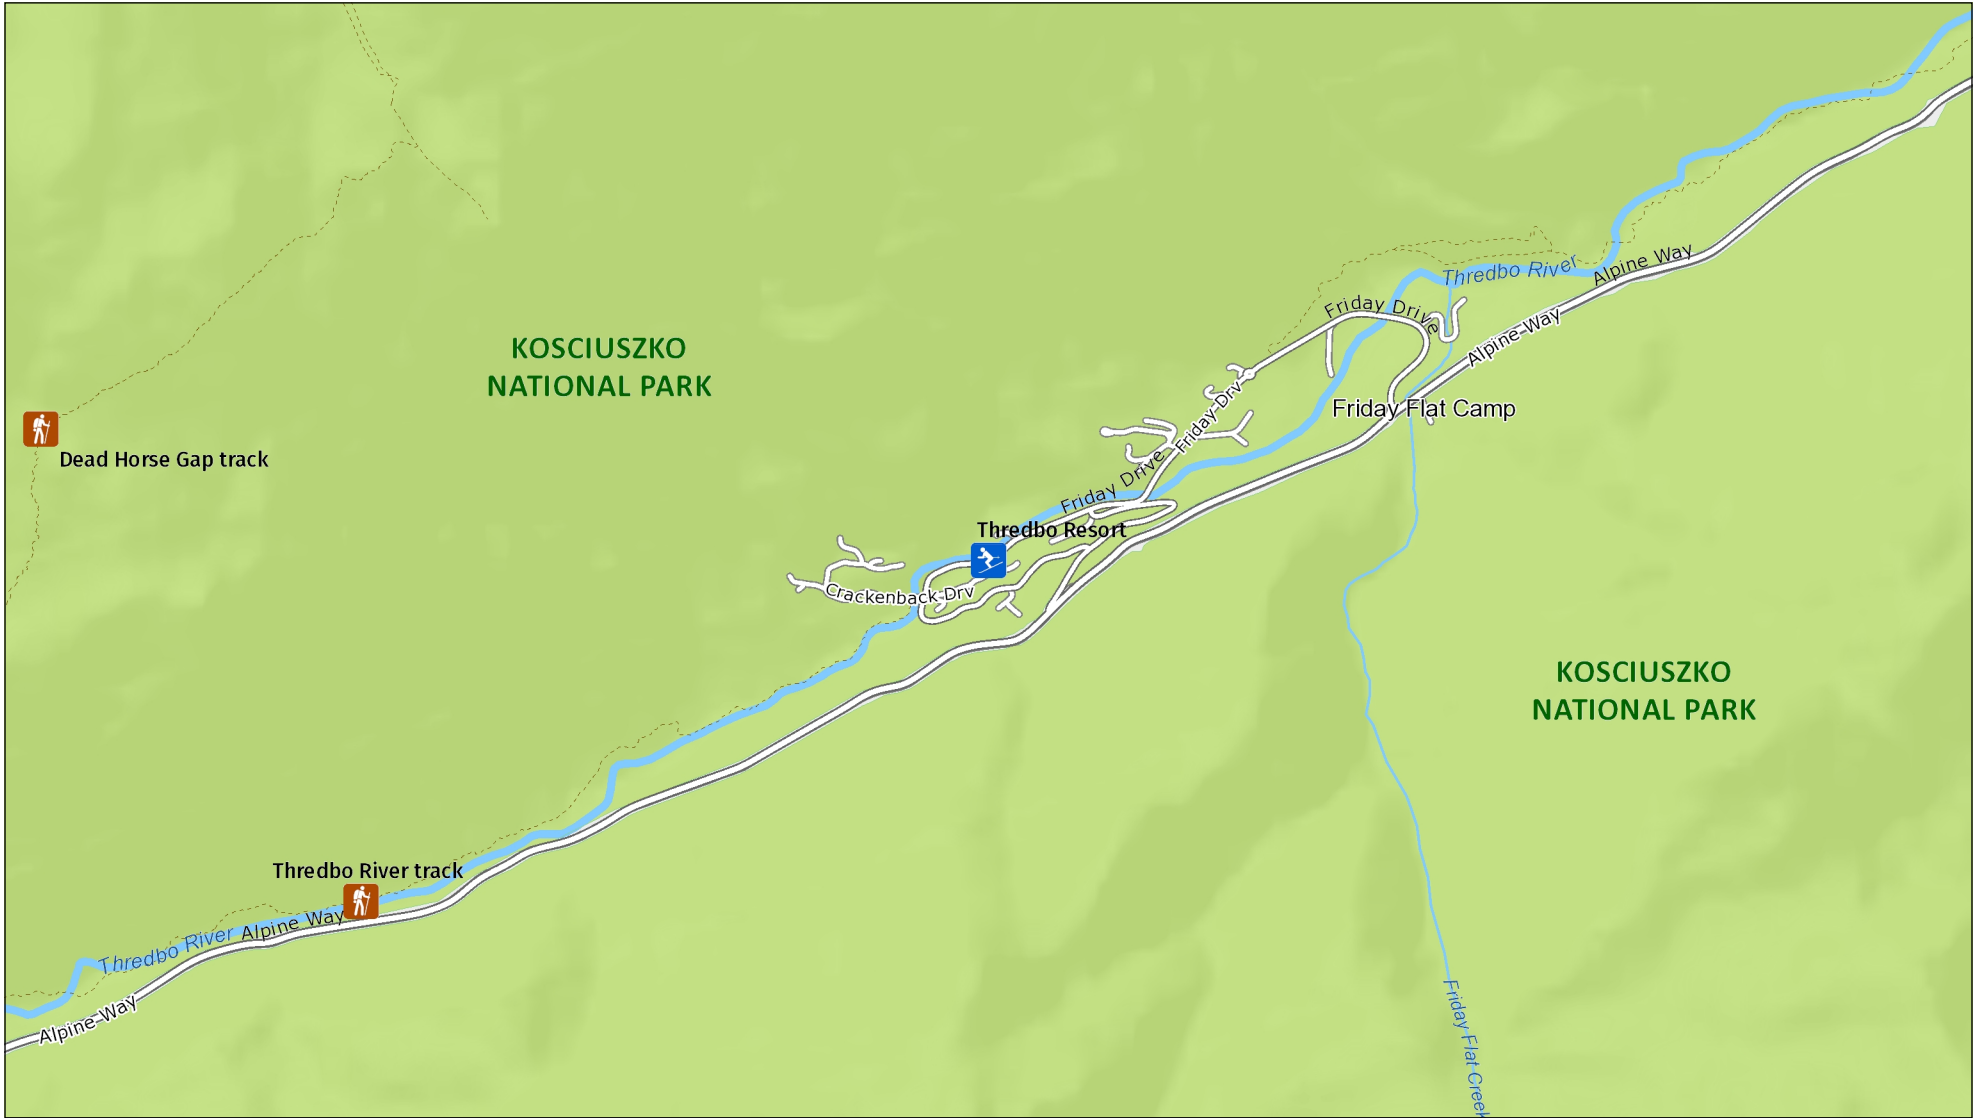 Thredbo River
Alpine Way
Friday Drive
Alpine Way
KOSCIUSZKO
NATIONAL PARK
Friday Drv
Friday Flat Camp
Dead Horse Gap track
Friday Drive
Thredbo Resort
Crackenback Drv
KOSCIUSZKO
NATIONAL PARK
Thredbo River track
Alpine Way
Thredbo River
Alpine Way
Friday Flat Creek